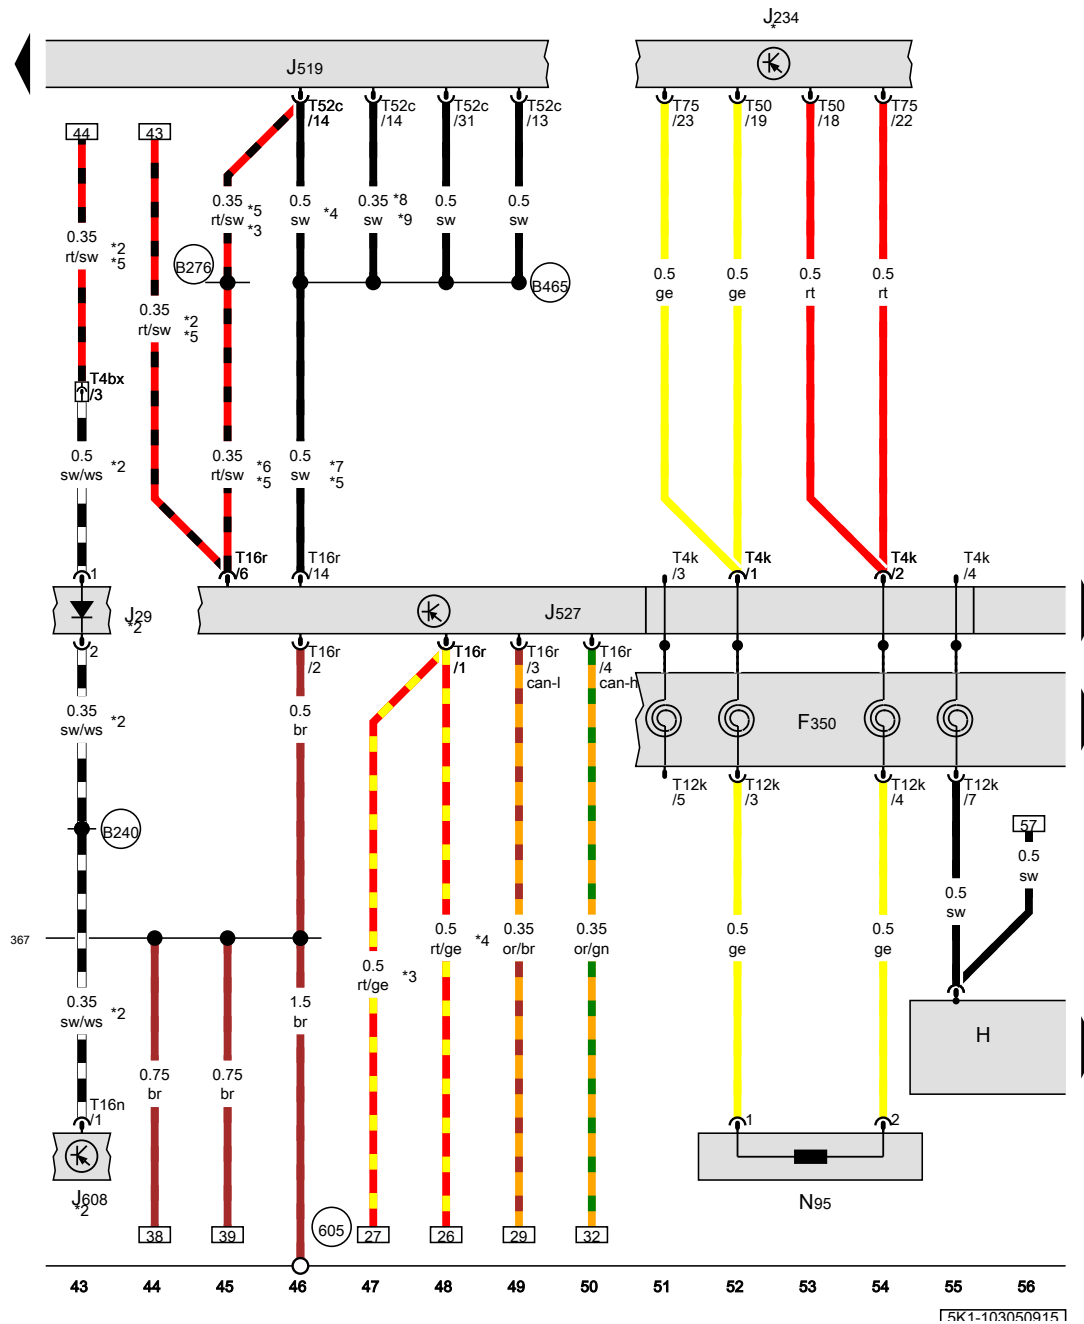 J234
*
J519
T52c
/14
T52c
/14
T52c
/31
T52c
/13
T75
/23
T50
/19
T50
/18
T75
/22
44
43
0.35
rt/sw
*5
*3
0.5
sw
*4
0.35
sw
*8
*9
0.5
sw
0.5
sw
0.35
rt/sw
*2
*5
B276
B465
0.5
ge
0.5
ge
0.5
rt
0.5
rt
0.35
rt/sw
*2
*5
T4bx
/3
0.5
sw/ws
*2
0.35
rt/sw
*6
*5
0.5
sw
*7
*5
1
T16r
/6
T16r
/14
T4k
/3
T4k
/1
T4k
/2
T4k
/4
J29
*2
J527
2
T16r
/2
T16r
/1
T16r
/3
can-l
T16r
/4
can-h
0.35
sw/ws
*2
0.5
br
F350
T12k
/5
T12k
/3
T12k
/4
T12k
/7
B240
57
0.5
sw
0.5
sw
367
0.5
rt/ge
*4
0.35
or/br
0.35
or/gn
0.5
ge
0.5
ge
0.5
rt/ge
*3
0.35
sw/ws
*2
1.5
br
H
0.75
br
0.75
br
T16n
/1
1
2
J608
*2
N95
38
39
605
27
26
29
32
43 44 45 46 47 48 49 50 51 52 53 54 55 56
5K1-103050915